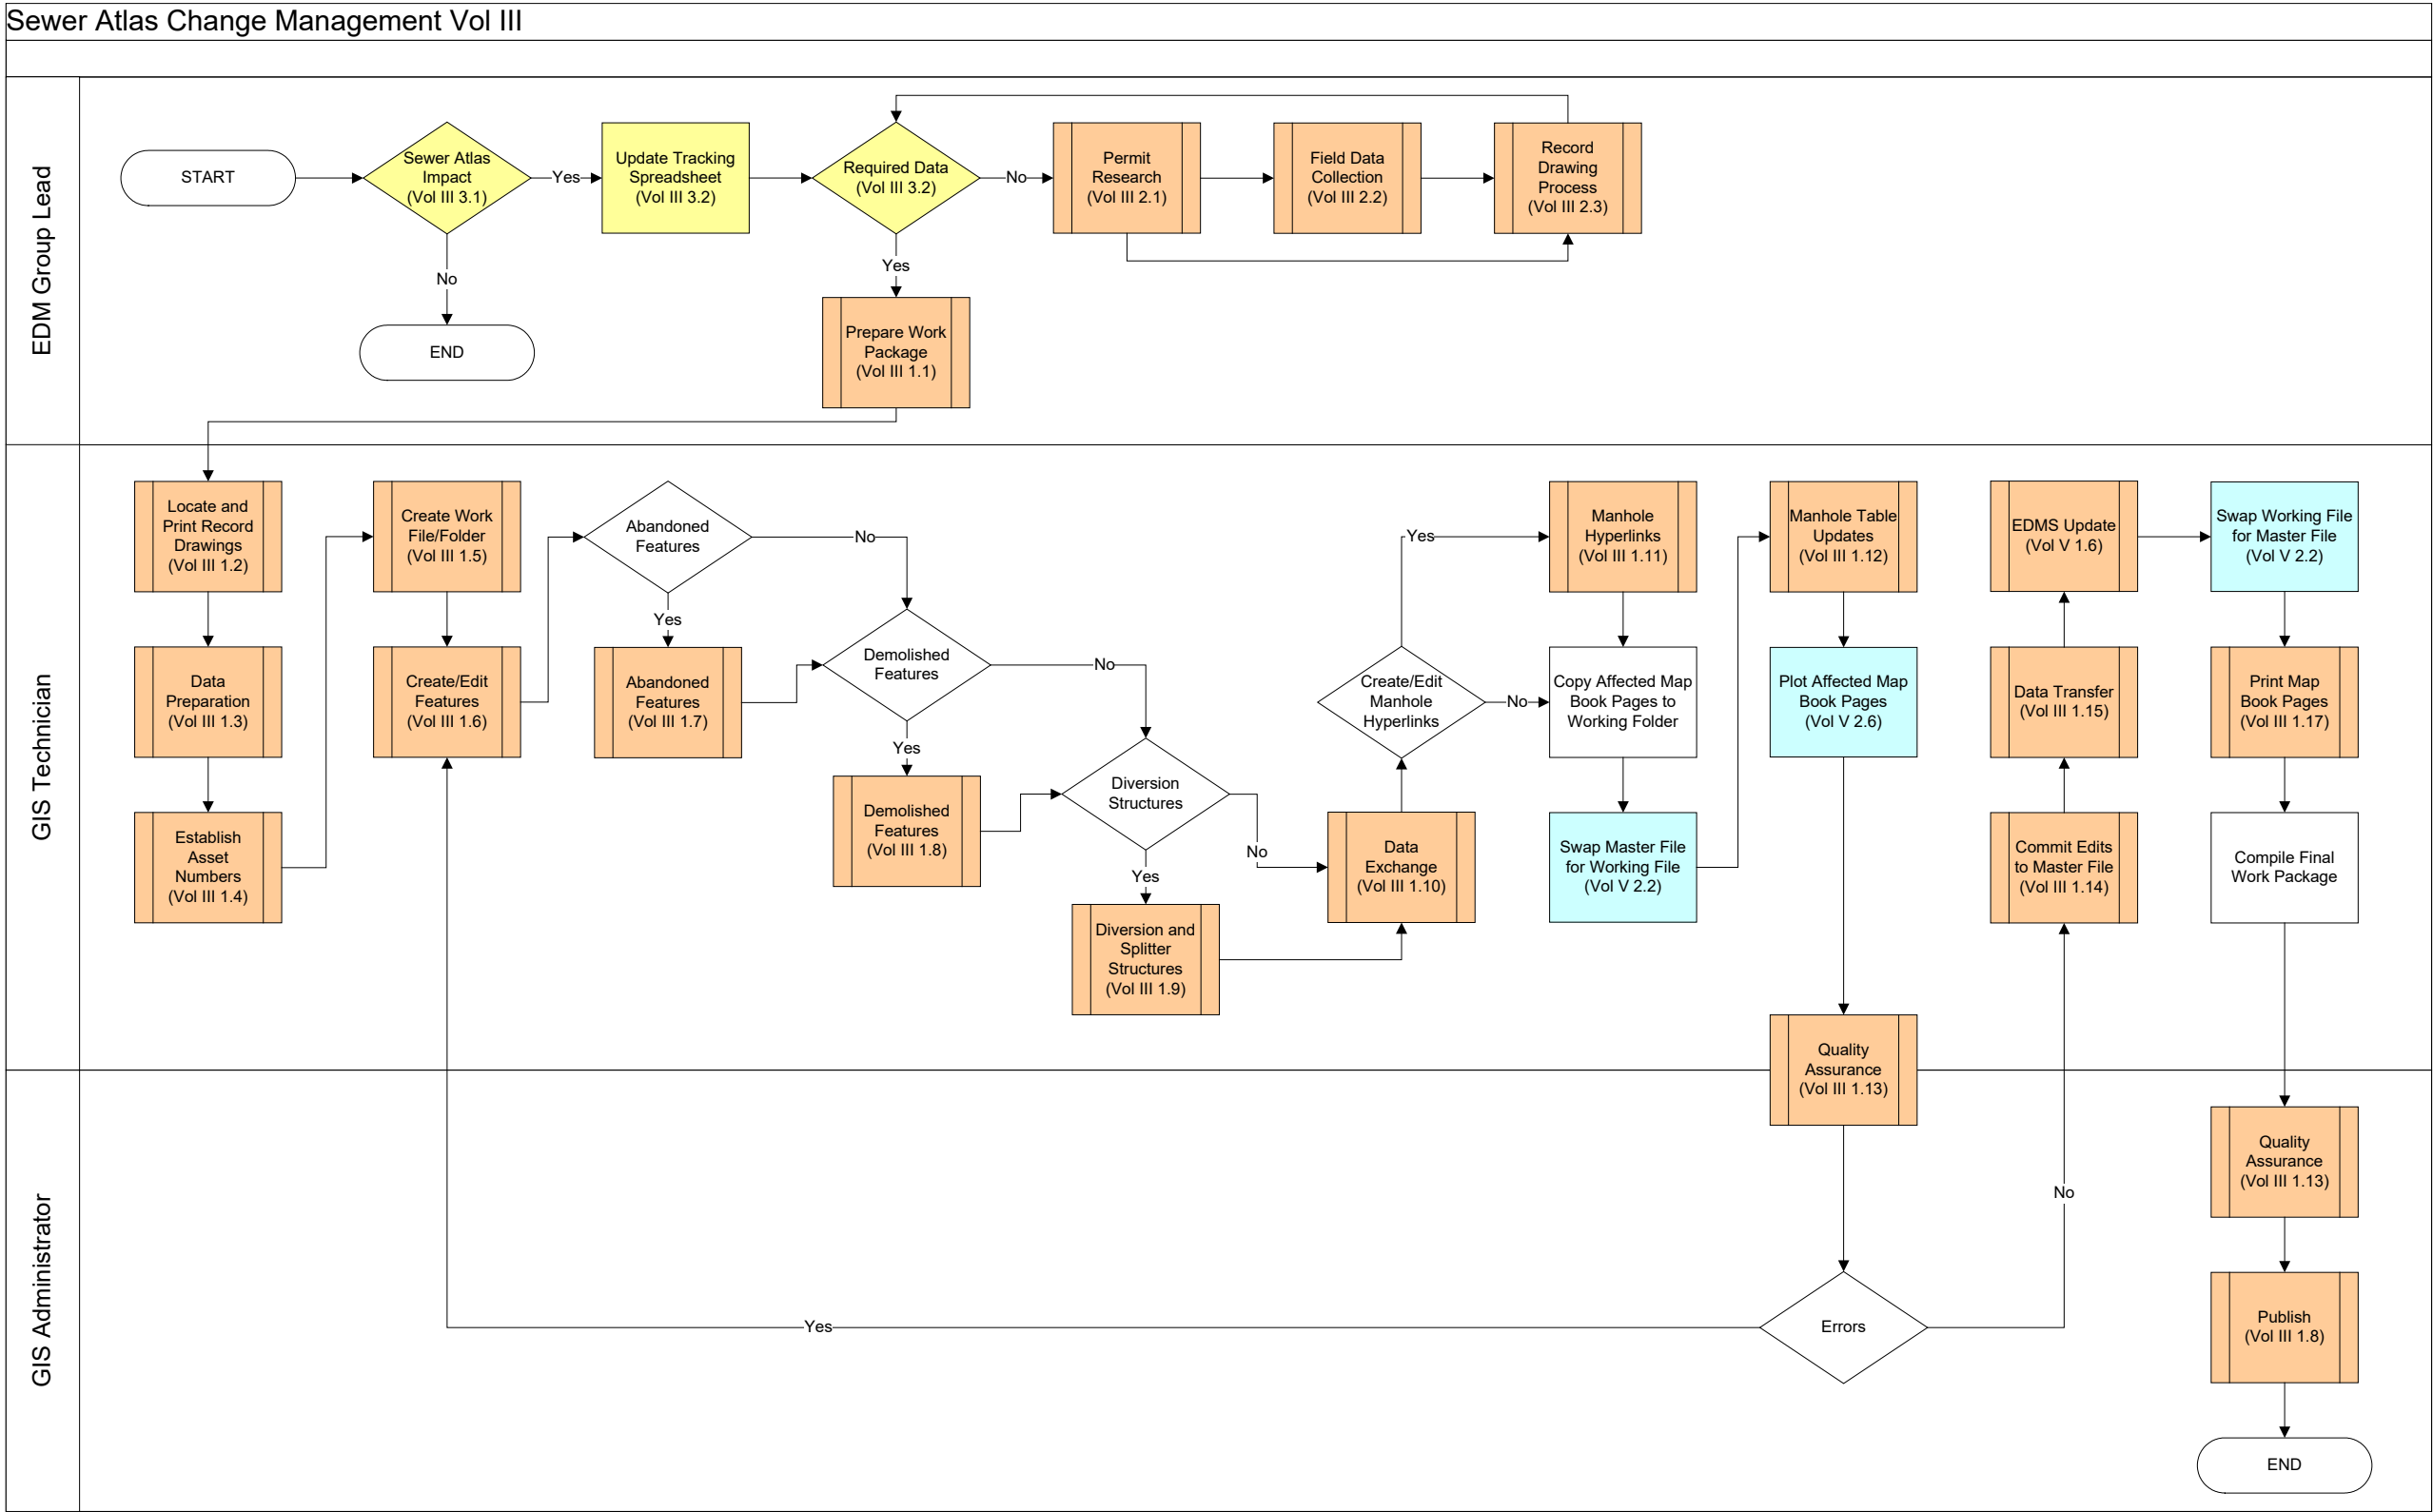 Sewer Atlas Change Management Vol III
EDM Group Lead
START
Sewer Atlas
Impact
(Vol III 3.1)
Yes
No
END
Update Tracking
Spreadsheet
(Vol III 3.2)
Required Data
(Vol III 3.2)
No
Yes
Permit
Research
(Vol III 2.1)
Field Data
Collection
(Vol III 2.2)
Record
Drawing
Process
(Vol III 2.3)
Prepare Work
Package
(Vol III 1.1)
GIS Technician
Locate and
Print Record
Drawings
(Vol III 1.2)
Data
Preparation
(Vol III 1.3)
Establish
Asset
Numbers
(Vol III 1.4)
Create Work
File/Folder
(Vol III 1.5)
Create/Edit
Features
(Vol III 1.6)
Abandoned
Features
No
Yes
Abandoned
Features
(Vol III 1.7)
Demolished
Features
No
Yes
Demolished
Features
(Vol III 1.8)
Diversion
Structures
No
Yes
Diversion and
Splitter
Structures
(Vol III 1.9)
Data
Exchange
(Vol III 1.10)
Create/Edit
Manhole
Hyperlinks
Yes
No
Manhole
Hyperlinks
(Vol III 1.11)
Copy Affected Map
Book Pages to
Working Folder
Swap Master File
for Working File
(Vol V 2.2)
Manhole Table
Updates
(Vol III 1.12)
Plot Affected Map
Book Pages
(Vol V 2.6)
Quality
Assurance
(Vol III 1.13)
EDMS Update
(Vol V 1.6)
Data Transfer
(Vol III 1.15)
Commit Edits
to Master File
(Vol III 1.14)
Swap Working File
for Master File
(Vol V 2.2)
Print Map
Book Pages
(Vol III 1.17)
Compile Final
Work Package
GIS Administrator
Errors
Yes
No
Quality
Assurance
(Vol III 1.13)
Publish
(Vol III 1.8)
END